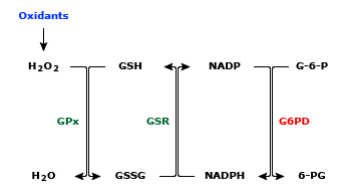 Oxidants
H2O2 GSH NADP G-6-P
GPx GSR G6PD
H2O GSSG NADPH 6-PG